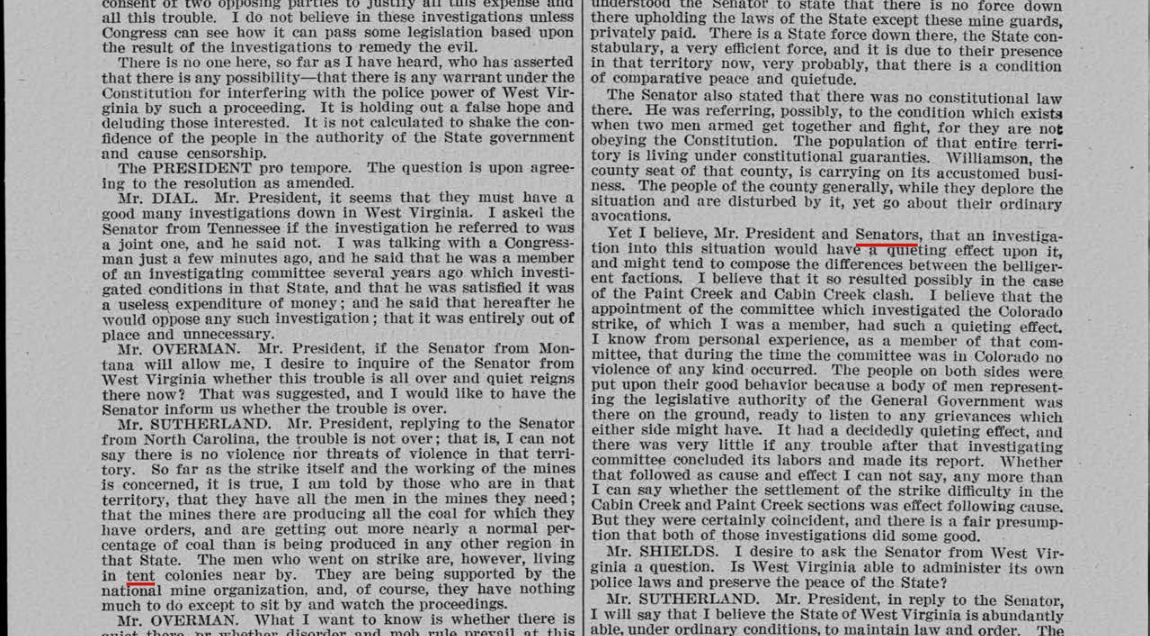 consent of two opposing parties to justify all this expense and
all this trouble. I do not believe in these investigations unless
Congress can see how it can pass some legislation based upon
the result of the investigations to remedy the evil.
There is no one here, so far as I have heard, who has asserted
that there is any possibility—that there is any warrant under the
Constitution for interfering with the police power of West Vir-
ginia by such a proceeding. It is holding out a false hope and
deluding those interested. It is not calculated to shake the con-
fidence of the people in the authority of the State government
and cause censorship.
The PRESIDENT pro tempore. The question is upon agree-
ing to the resolution as amended.
Mr. DIAL. Mr. President, it seems that they must have a
good many investigations down in West Virginia. I asked the
Senator from Tennessee if the investigation he referred to was
a joint one, and he said not. I was talking with a Congress-
man just a few minutes ago, and he said that he was a member
of an investigating committee several years ago which investi-
gated conditions in that State, and that he was satisfied it was
a useless expenditure of money; and he said that hereafter he
would oppose any such investigation; that it was entirely out of
place and unnecessary.
Mr. OVERMAN. Mr. President, if the Senator from Mon-
tana will allow me, I desire to inquire of the Senator from
West Virginia whether this trouble is all over and quiet reigns
there now? That was suggested, and I would like to have the
Senator inform us whether the trouble is over.
Mr. SUTHERLAND. Mr. President, replying to the Senator
from North Carolina, the trouble is not over; that is, I can not
say there is no violence nor threats of violence in that terri-
tory. So far as the strike itself and the working of the mines
is concerned, it is true, I am told by those who are in that
territory, that they have all the men in the mines they need;
that the mines there are producing all the coal for which they
have orders, and are getting out more nearly a normal per-
centage of coal than is being produced in any other region in
that State. The men who went on strike are, however, living
in tent colonies near by. They are being supported by the
national mine organization, and, of course, they have nothing
much to do except to sit by and watch the proceedings.
Mr. OVERMAN. What I want to know is whether there is
quiet there or whether disorder and mob rule prevail at this
understood the Senator to state that there is no force down
there upholding the laws of the State except these mine guards,
privately paid. There is a State force down there, the State con-
stabulary, a very efficient force, and it is due to their presence
in that territory now, very probably, that there is a condition
of comparative peace and quietude.
The Senator also stated that there was no constitutional law
there. He was referring, possibly, to the condition which exists
when two men armed get together and fight, for they are not
obeying the Constitution. The population of that entire terri-
tory is living under constitutional guaranties. Williamson, the
county seat of that county, is carrying on its accustomed busi-
ness. The people of the county generally, while they deplore the
situation and are disturbed by it, yet go about their ordinary
avocations.
Yet I believe, Mr. President and Senators, that an investiga-
tion into this situation would have a quieting effect upon it,
and might tend to compose the differences between the belliger-
ent factions. I believe that it so resulted possibly in the case
of the Paint Creek and Cabin Creek clash. I believe that the
appointment of the committee which investigated the Colorado
strike, of which I was a member, had such a quieting effect.
I know from personal experience, as a member of that com-
mittee, that during the time the committee was in Colorado no
violence of any kind occurred. The people on both sides were
put upon their good behavior because a body of men represent-
ing the legislative authority of the General Government was
there on the ground, ready to listen to any grievances which
either side might have. It had a decidedly quieting effect, and
there was very little if any trouble after that investigating
committee concluded its labors and made its report. Whether
that followed as cause and effect I can not say, any more than
I can say whether the settlement of the strike difficulty in the
Cabin Creek and Paint Creek sections was effect following cause.
But they were certainly coincident, and there is a fair presump-
tion that both of those investigations did some good.
Mr. SHIELDS. I desire to ask the Senator from West Vir-
ginia a question. Is West Virginia able to administer its own
police laws and preserve the peace of the State?
Mr. SUTHERLAND. Mr. President, in reply to the Senator,
I will say that I believe the State of West Virginia is abundantly
able, under ordinary conditions, to maintain law and order. The